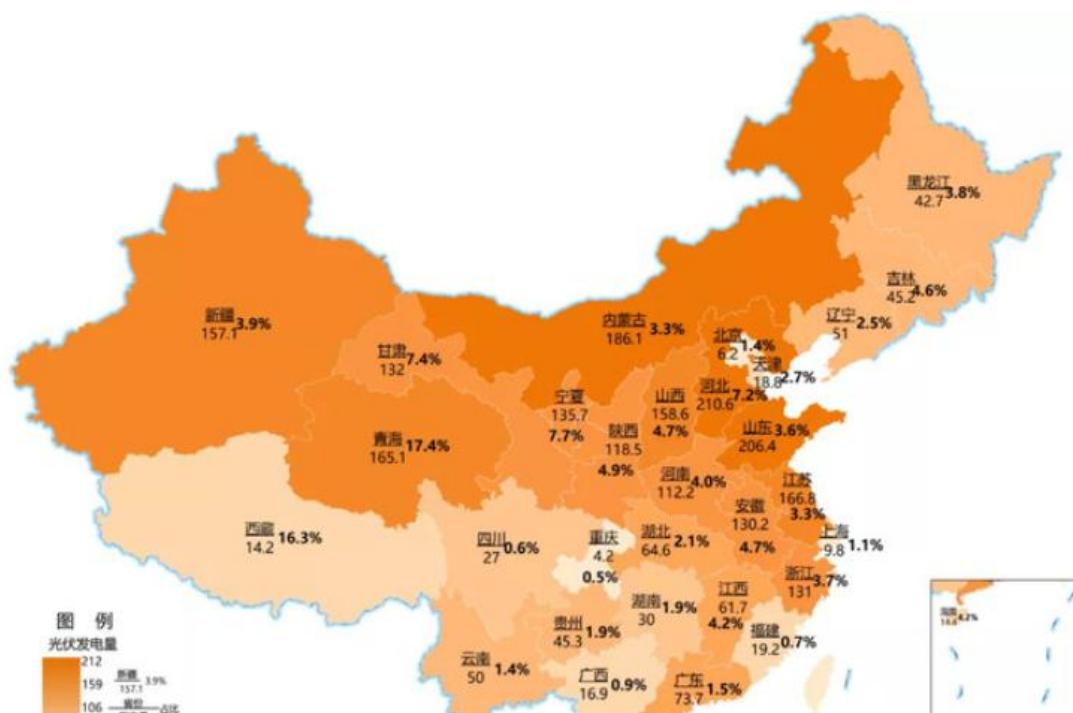 黑龙江
42.7 3.8%
吉林
45.2 4.6%
辽宁
51 2.5%
新疆
157.1 3.9%
内蒙古
186.1 3.3%
北京
6.2 1.4%
天津
18.8 2.7%
甘肃
132 7.4%
宁夏
135.7
7.7%
山西
158.6
4.7%
河北
210.6 7.2%
陕西
118.5
4.9%
山东
206.4 3.6%
青海
165.1 17.4%
河南
112.2 4.0%
江苏
166.8
3.3%
安徽
130.2
4.7%
西藏
14.2 16.3%
四川
27 0.6%
重庆
4.2
0.5%
湖北
64.6 2.1%
上海
9.8 1.1%
浙江
131 3.7%
湖南
30 1.9%
江西
61.7
4.2%
贵州
45.3 1.9%
福建
19.2 0.7%
云南
50 1.4%
广西
16.9 0.9%
广东
73.7 1.5%
海南
4.2%
图 例
光伏发电量
212
159
106
新疆
157.1 3.9%
省份
占比